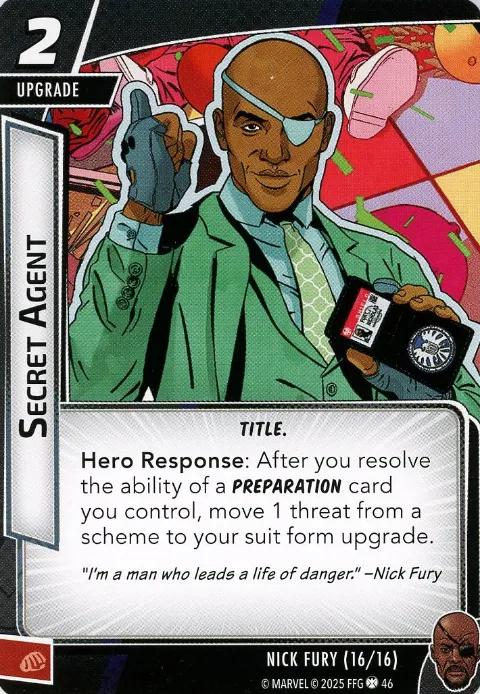 2
UPGRADE
SECRET AGENT
TITLE.
Hero Response: After you resolve
the ability of a PREPARATION card
you control, move 1 threat from a
scheme to your suit form upgrade.
"I'm a man who leads a life of danger." –Nick Fury
NICK FURY (16/16)
© MARVEL © 2025 FFG 46